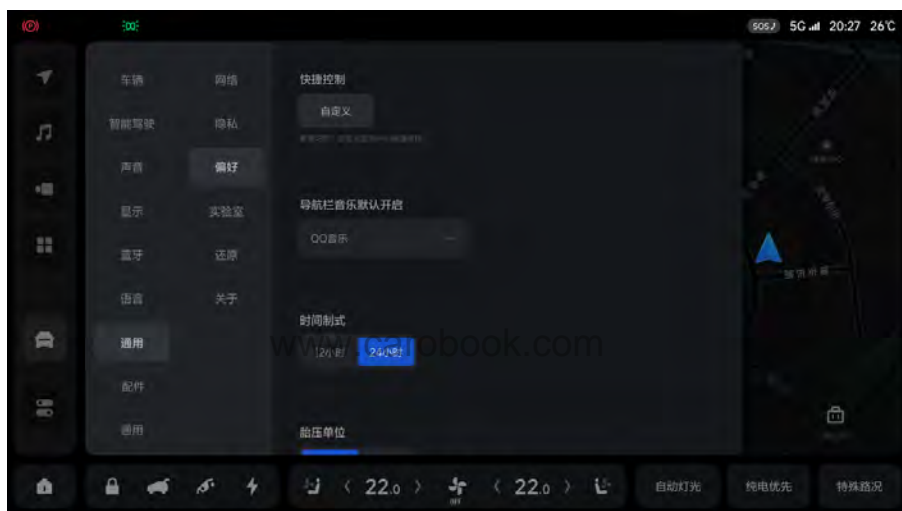 SOS 5G 20:27 26℃
车辆 网络
智能驾驶 隐私
声音 偏好
显示 实验室
蓝牙 还原
语言 关于
通用
配件
通用
快捷控制
自定义
导航栏音乐默认开启
QQ音乐
时间制式
12小时 24小时
胎压单位
www.carobook.com
22.0 22.0
OFF
自动灯光 纯电优先 特殊路况